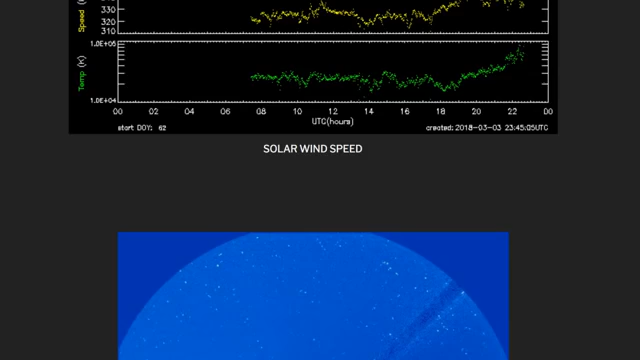 Speed
330
320
310
1.0E+05
Temp (K)
1.0E+04
00 02 04 06 08 10 12 14 16 18 20 22 00
UTC(hours)
start DOY: 62 created: 2018-03-03 23:45:05UTC
SOLAR WIND SPEED